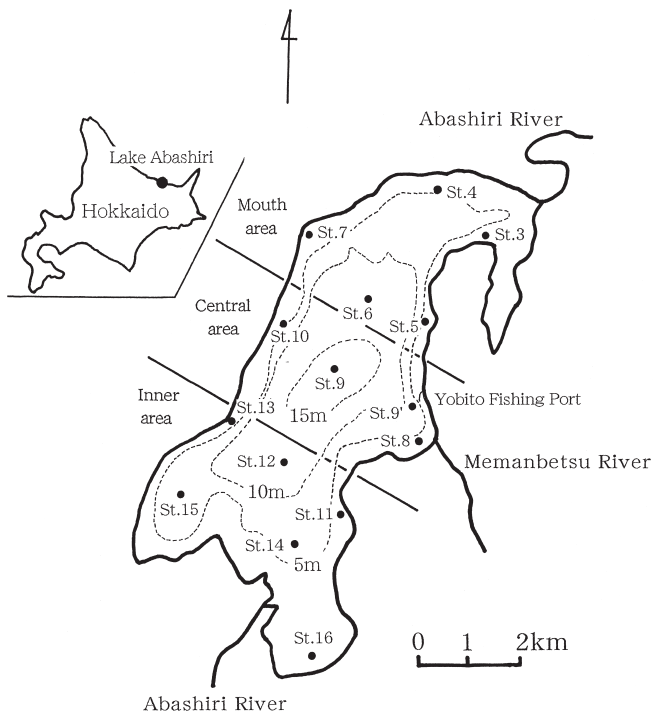 Abashiri River
Lake Abashiri
Hokkaido
Mouth
area
St.4
St.7
St.3
Central
area
St.6
St.5
St.10
St.9
Inner
area
St.13
15m
St.9'
Yobito Fishing Port
St.8
St.12
Memanbetsu River
10m
St.15
St.11
St.14
5m
St.16
0 1 2km
Abashiri River